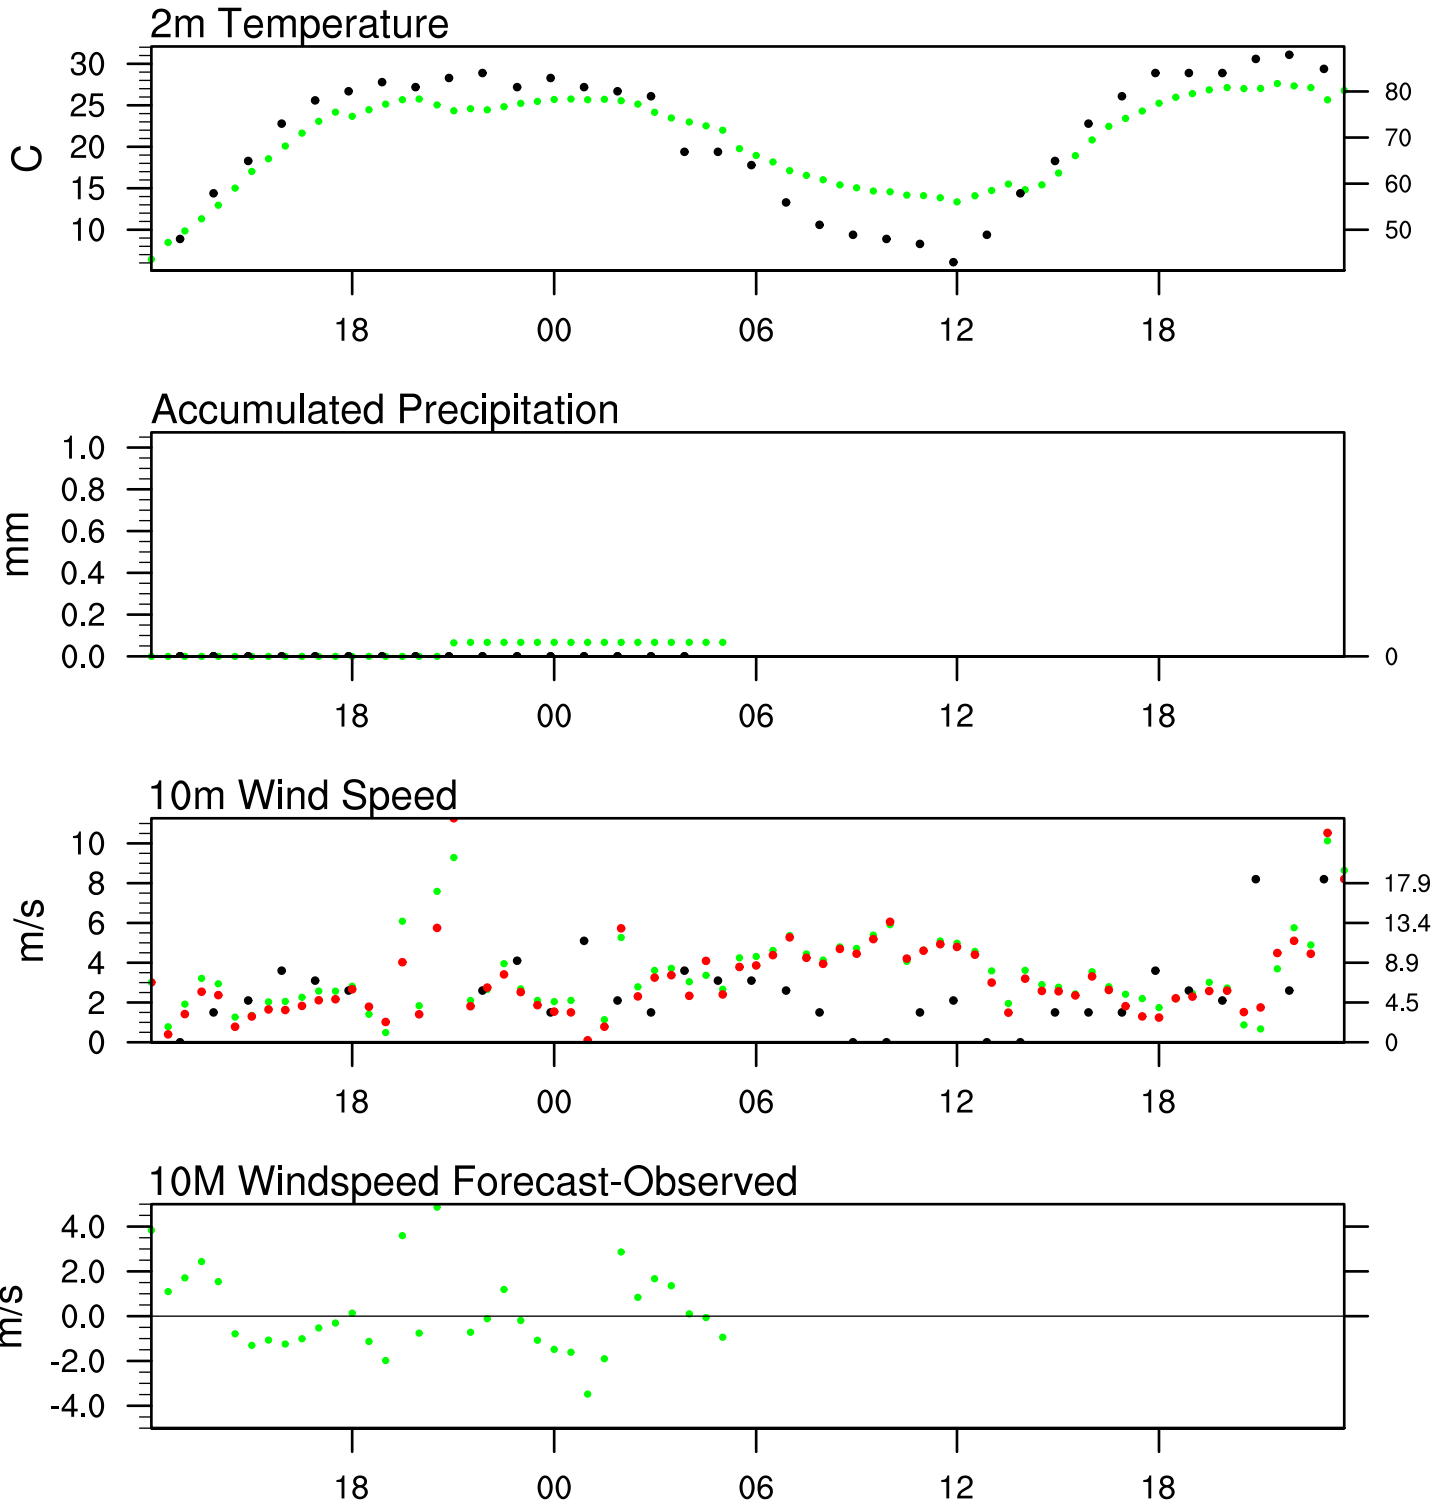 2m Temperature
30
25
20
15
10
C
80
70
60
50
18 00 06 12 18
Accumulated Precipitation
1.0
0.8
0.6
0.4
0.2
0.0
mm
0
18 00 06 12 18
10m Wind Speed
10
8
6
4
2
0
m/s
17.9
13.4
8.9
4.5
0
18 00 06 12 18
10M Windspeed Forecast-Observed
4.0
2.0
0.0
-2.0
-4.0
m/s
18 00 06 12 18